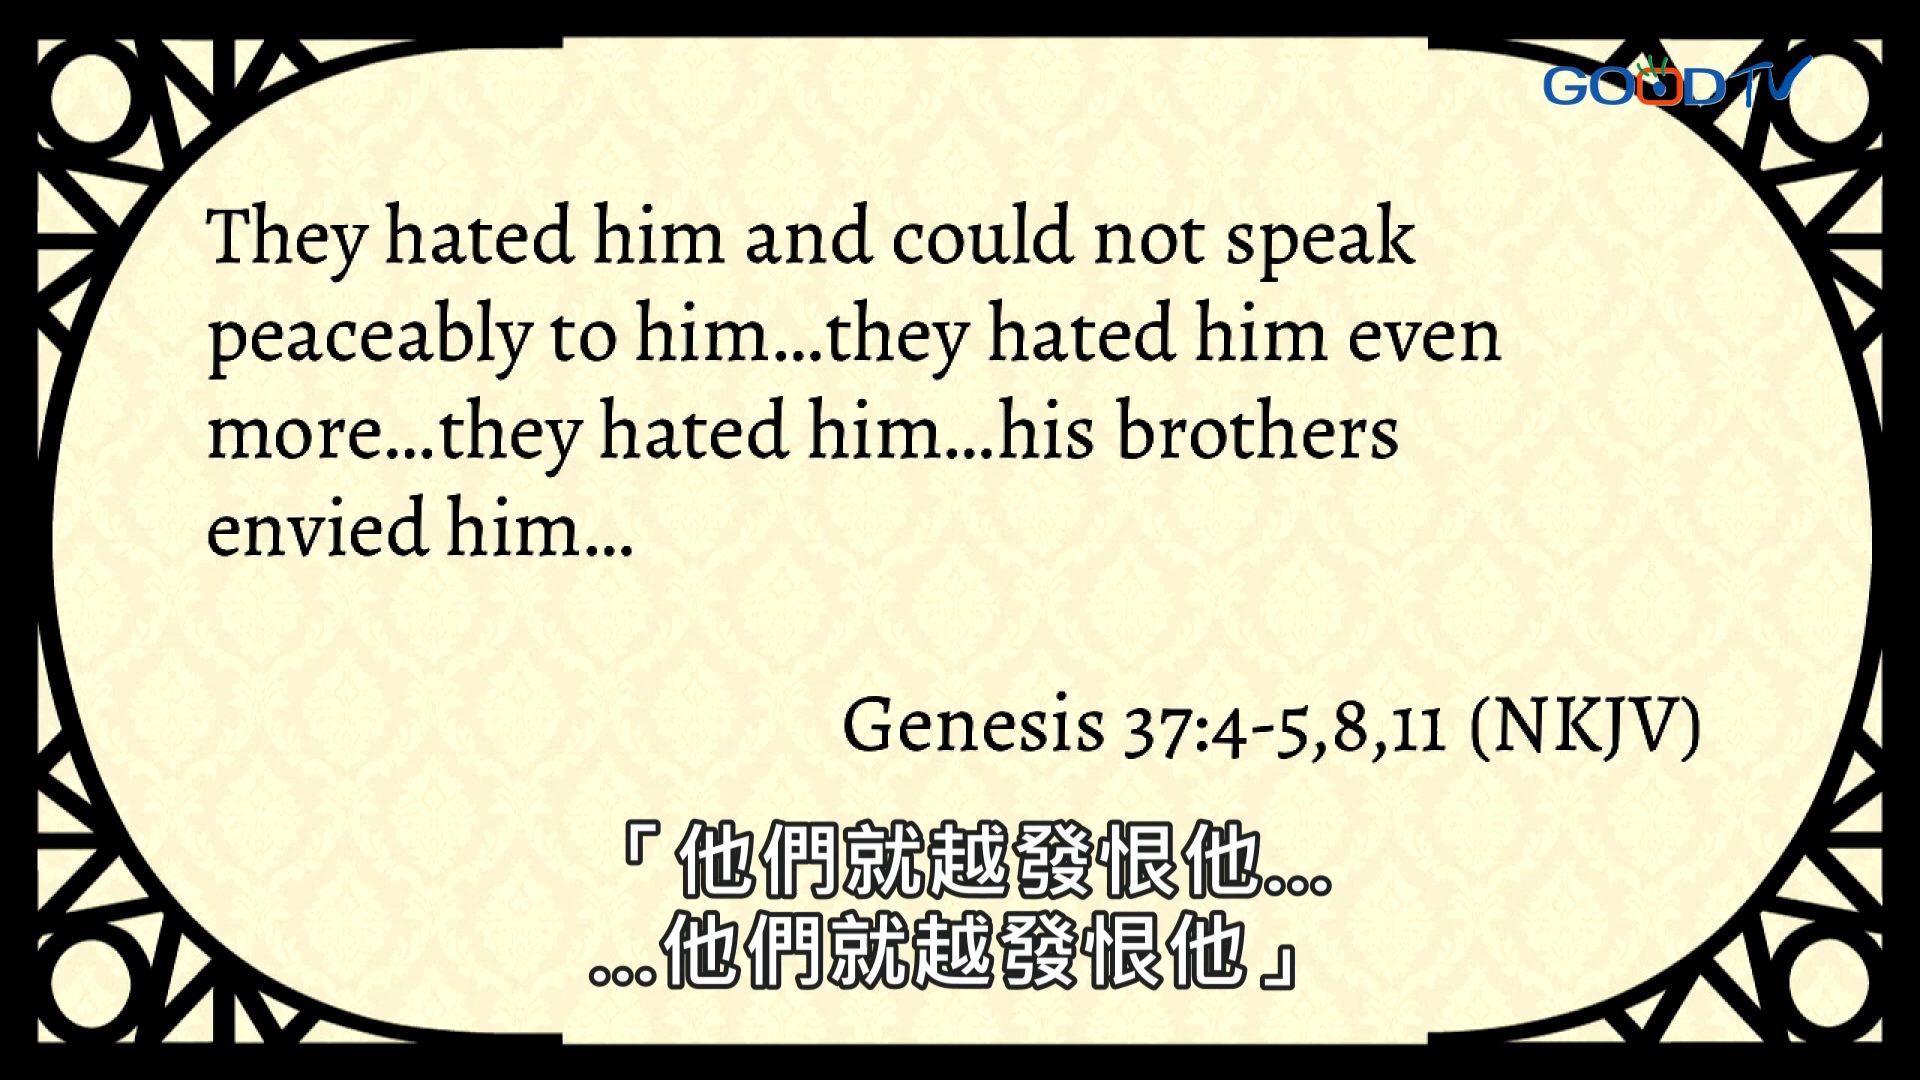 GOODTV
They hated him and could not speak
peaceably to him...they hated him even
more...they hated him...his brothers
envied him...
Genesis 37:4-5,8,11 (NKJV)
「他們就越發恨他...
...他們就越發恨他」